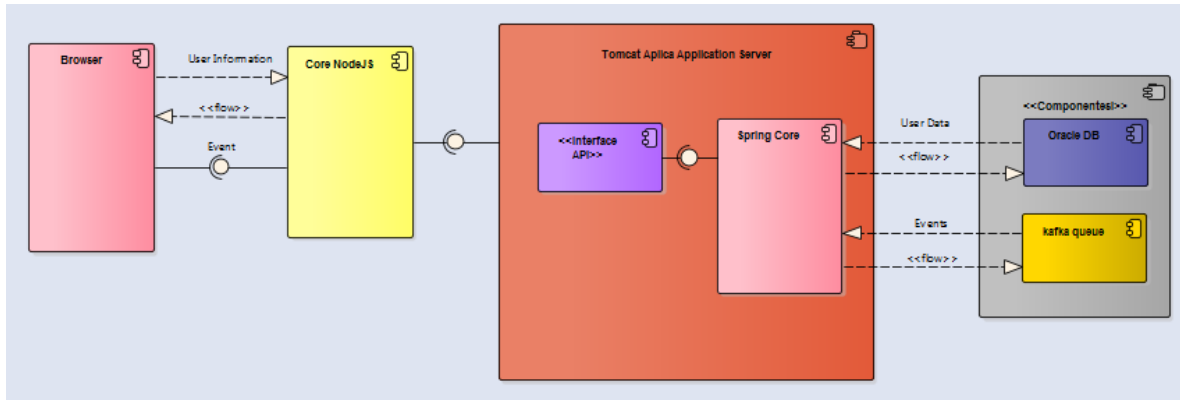 Browser
User Information
<<flow>>
Event
Core NodeJS
Tomcat Aplica Application Server
<<Interface
API>>
Spring Core
User Data
<<flow>>
Events
<<flow>>
<<Componentesl>>
Oracle DB
kafka queue